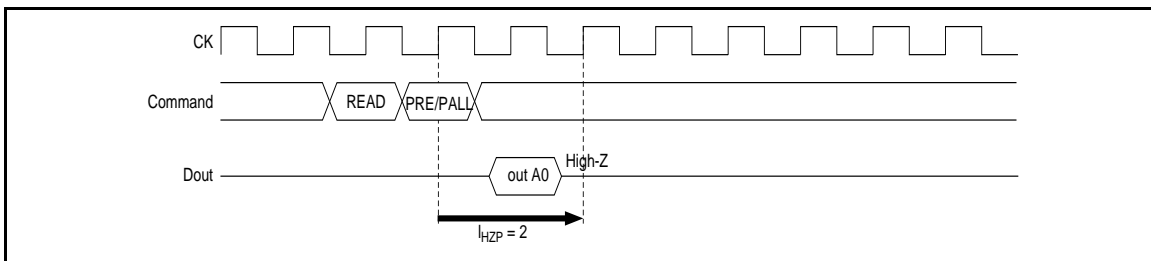 CK
Command READ PRE/PALL
Dout out A0 High-Z
lHZP = 2